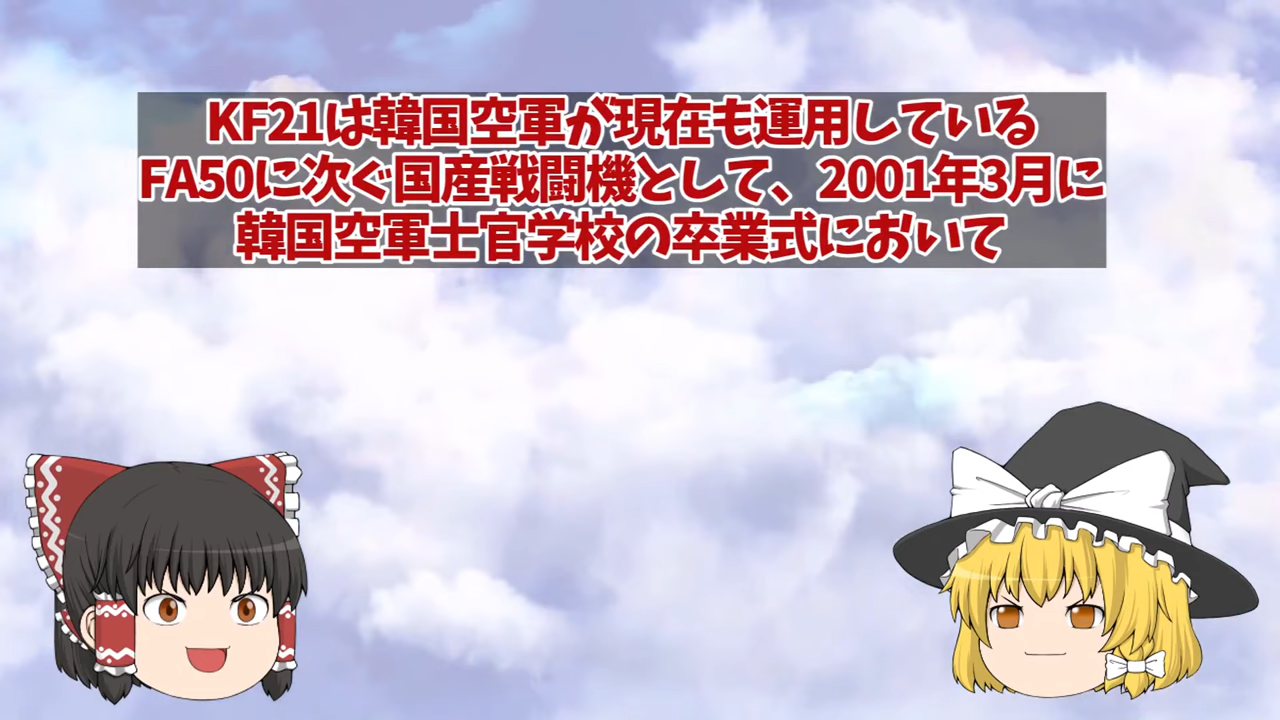 KF21は韓国空軍が現在も運用している
FA50に次ぐ国産戦闘機として、2001年3月に
韓国空軍士官学校の卒業式において